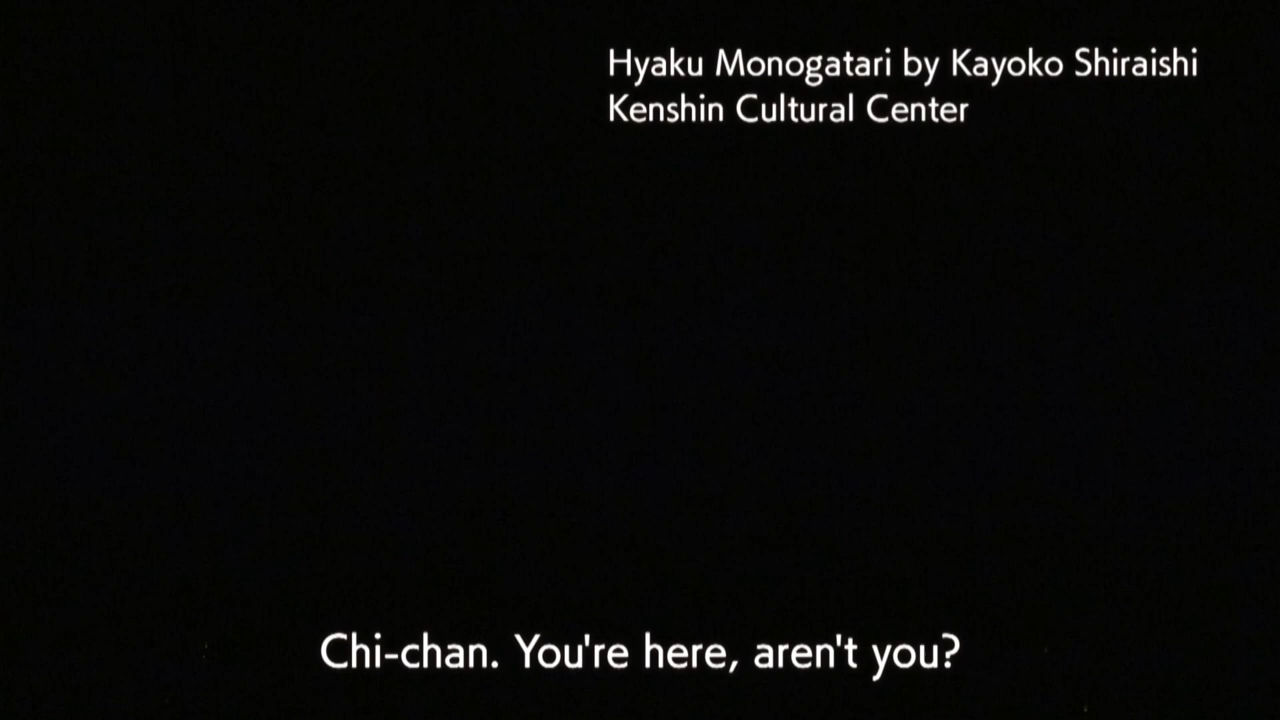 Hyaku Monogatari by Kayoko Shiraishi
Kenshin Cultural Center
Chi-chan. You're here, aren't you?